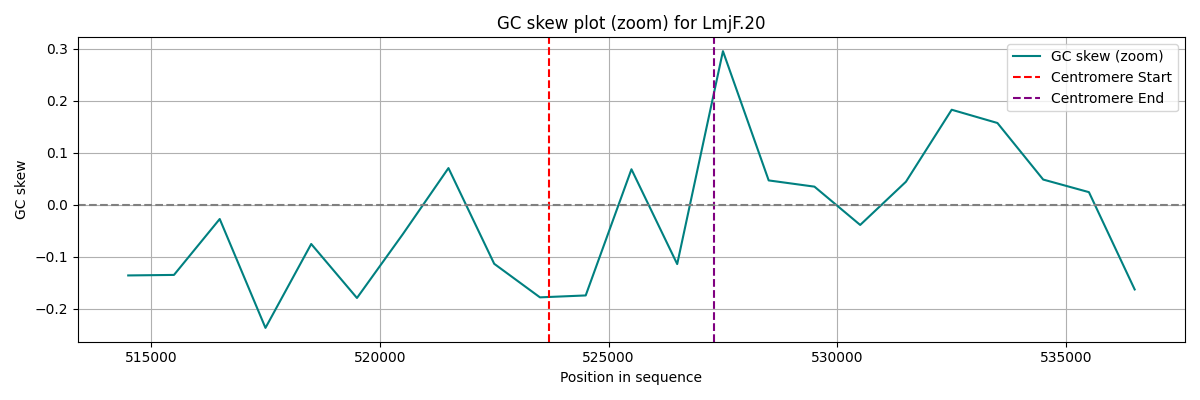 GC skew plot (zoom) for LmjF.20
GC skew (zoom)
Centromere Start
Centromere End
GC skew
0.3
0.2
0.1
0.0
−0.1
−0.2
515000 520000 525000 530000 535000
Position in sequence